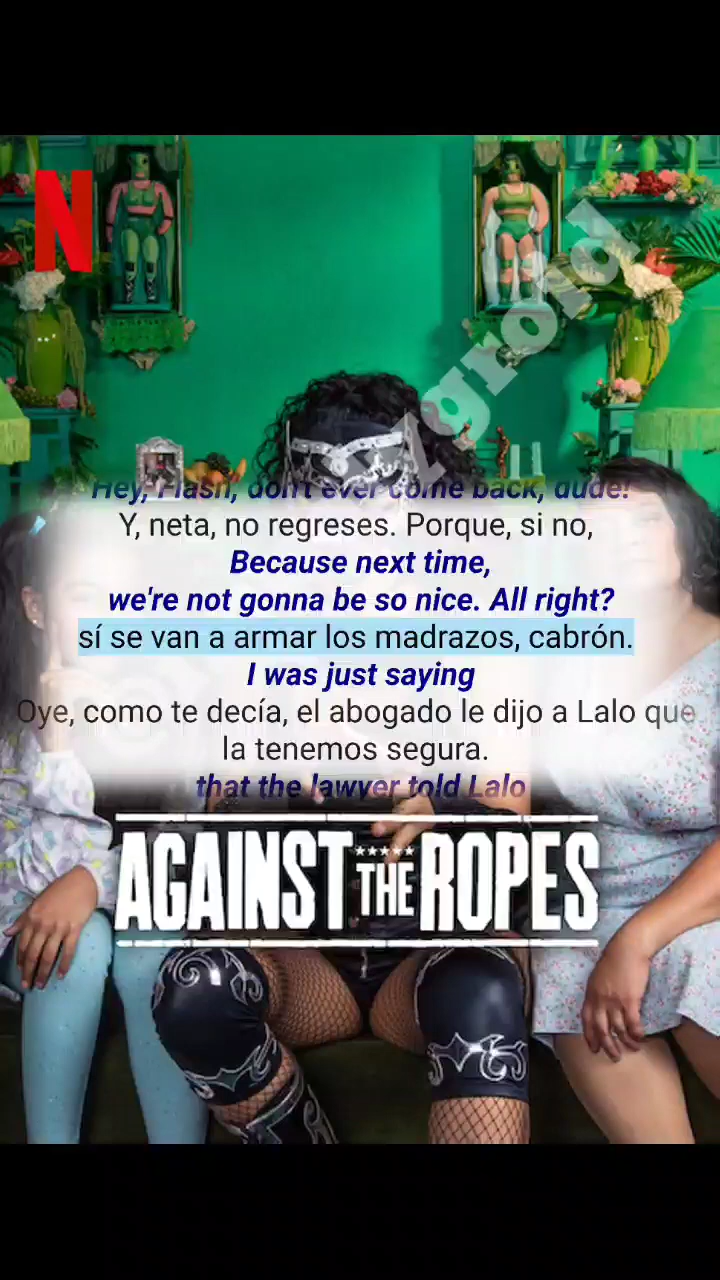 N
Hey, Flash, don't ever come back, dude!
Y, neta, no regreses. Porque, si no,
Because next time,
we're not gonna be so nice. All right?
sí se van a armar los madrazos, cabrón.
I was just saying
Oye, como te decía, el abogado le dijo a Lalo que
la tenemos segura.
that the lawyer told Lalo
AGAINST THE ROPES